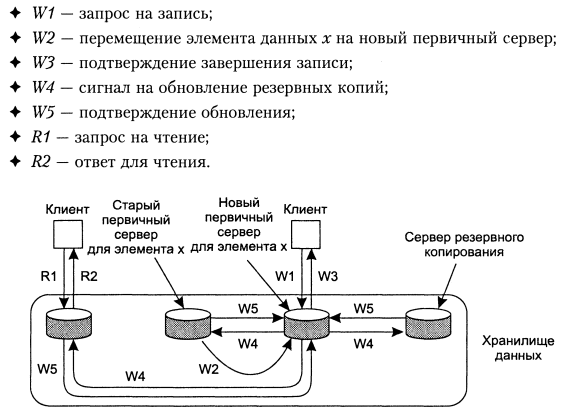 ✦ W1 — запрос на запись;
✦ W2 — перемещение элемента данных x на новый первичный сервер;
✦ W3 — подтверждение завершения записи;
✦ W4 — сигнал на обновление резервных копий;
✦ W5 — подтверждение обновления;
✦ R1 — запрос на чтение;
✦ R2 — ответ для чтения.
Клиент
Старый
первичный
сервер
для элемента x
Новый
первичный
сервер
для элемента x
Клиент
Сервер резервного
копирования
R1
R2
W1
W3
W5
W5
W4
W4
W2
W5
W4
Хранилище
данных